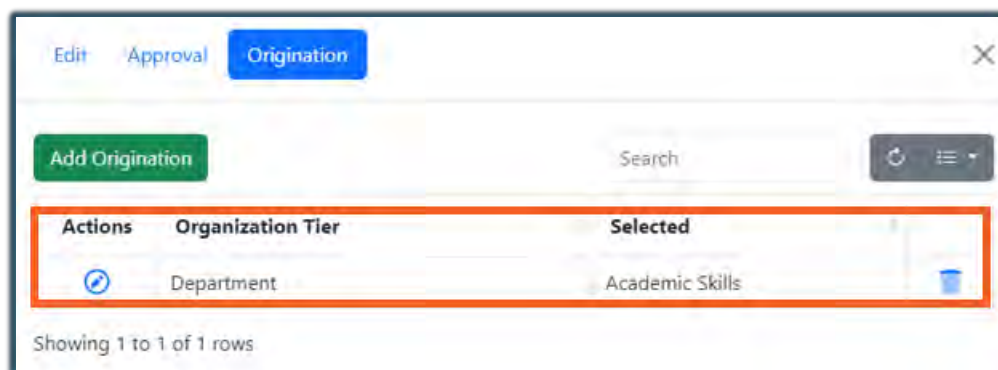 Edit Approval Origination
Add Origination Search
Actions Organization Tier Selected
Department Academic Skills
Showing 1 to 1 of 1 rows